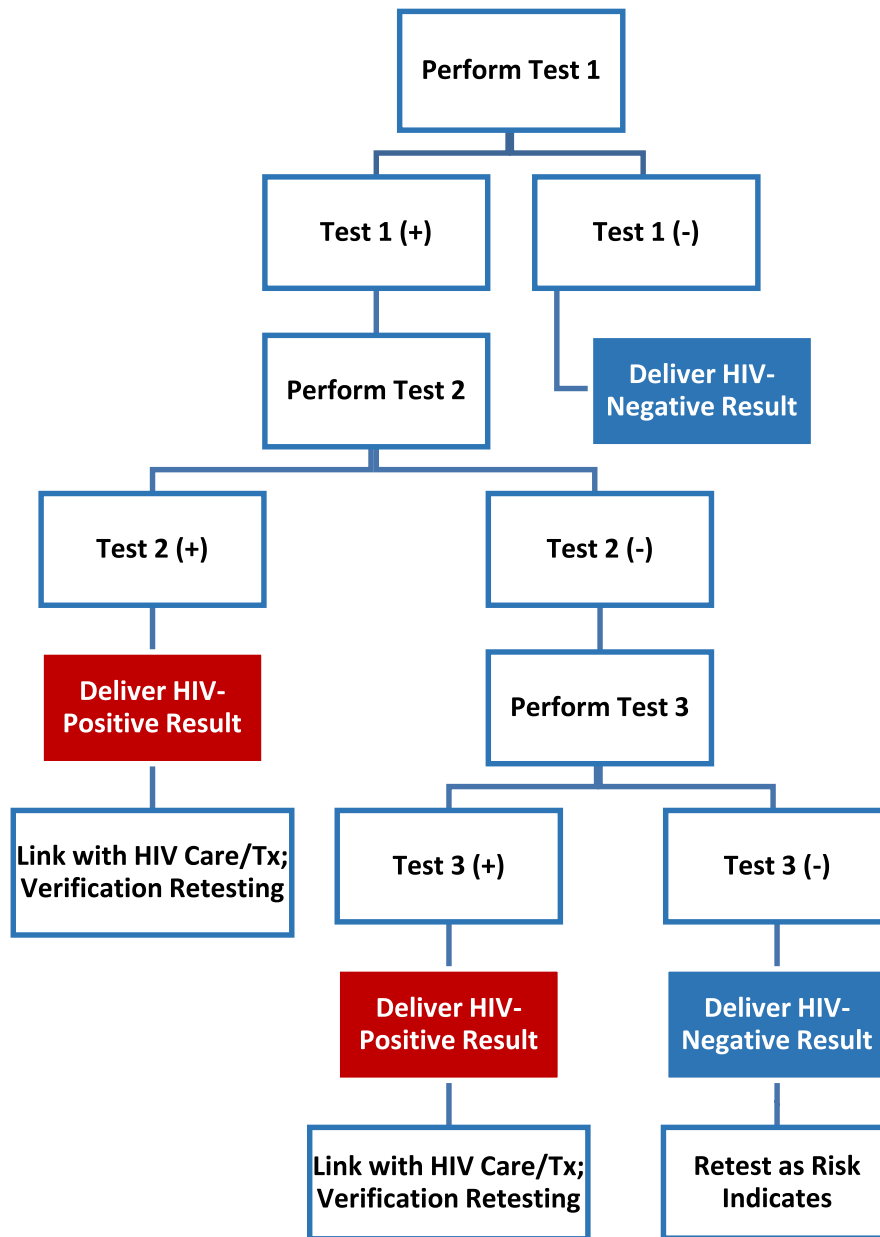 Perform Test 1
Test 1 (+)
Test 1 (-)
Perform Test 2
Deliver HIV-
Negative Result
Test 2 (+)
Test 2 (-)
Deliver HIV-
Positive Result
Perform Test 3
Link with HIV Care/Tx;
Verification Retesting
Test 3 (+)
Test 3 (-)
Deliver HIV-
Positive Result
Deliver HIV-
Negative Result
Link with HIV Care/Tx;
Verification Retesting
Retest as Risk
Indicates